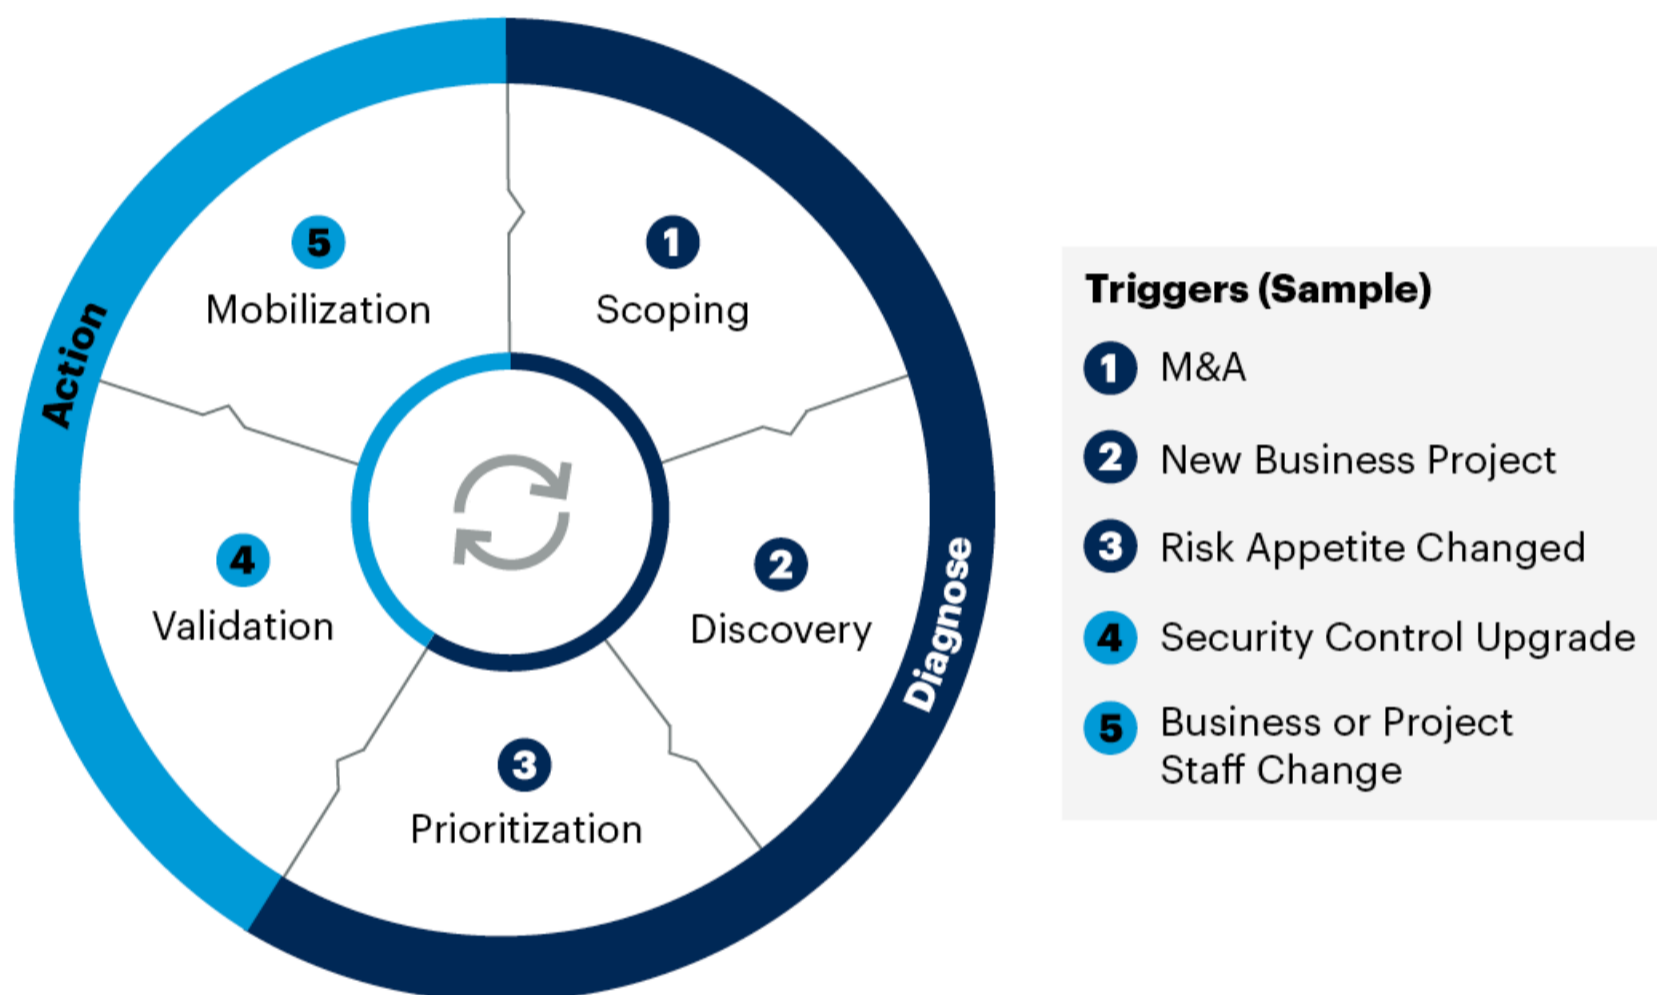 Action
5
Mobilization
1
Scoping
4
Validation
2
Discovery
3
Prioritization
Diagnose
Triggers (Sample)
1 M&A
2 New Business Project
3 Risk Appetite Changed
4 Security Control Upgrade
5 Business or Project
Staff Change